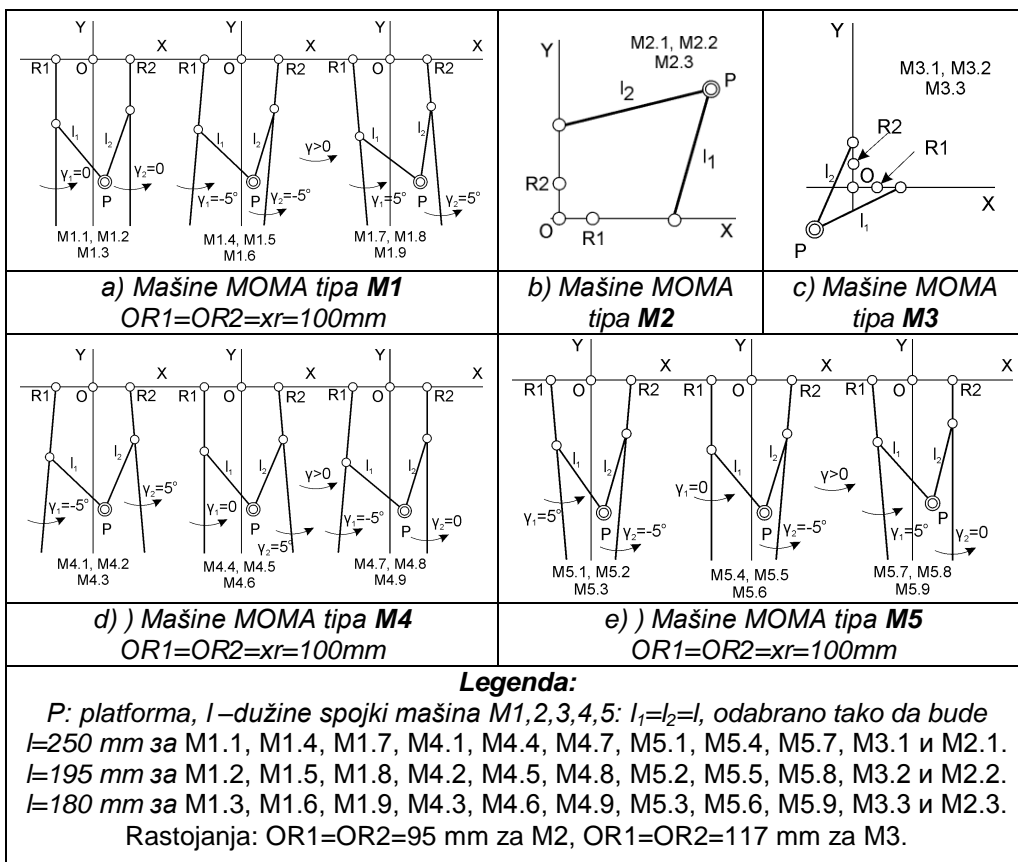 Y
X
R1
O
R2
l₁
l₂
γ₁=0
γ₂=0
P
M1.1, M1.2
M1.3
Y
X
R1
O
R2
l₁
l₂
γ₁=-5°
γ₂=-5°
P
M1.4, M1.5
M1.6
γ>0
Y
X
R1
O
R2
l₁
l₂
γ₁=5°
γ₂=5°
P
M1.7, M1.8
M1.9
a) Mašine MOMA tipa M1
OR1=OR2=xr=100mm
Y
M2.1, M2.2
M2.3
P
l₂
l₁
R2
O
R1
X
b) Mašine MOMA
tipa M2
Y
M3.1, M3.2
M3.3
R2
R1
l₂
O
l₁
X
P
c) Mašine MOMA
tipa M3
Y
X
R1
O
R2
l₁
l₂
γ₁=-5°
γ₂=5°
P
M4.1, M4.2
M4.3
Y
X
R1
O
R2
l₁
l₂
γ₁=0
γ₂=5°
P
M4.4, M4.5
M4.6
γ>0
Y
X
R1
O
R2
l₁
l₂
γ₁=-5°
γ₂=0
P
M4.7, M4.8
M4.9
d) ) Mašine MOMA tipa M4
OR1=OR2=xr=100mm
Y
X
R1
O
R2
l₁
l₂
γ₁=5°
γ₂=-5°
P
M5.1, M5.2
M5.3
Y
X
R1
O
R2
l₁
l₂
γ₁=0
γ₂=-5°
P
M5.4, M5.5
M5.6
γ>0
Y
X
R1
O
R2
l₁
l₂
γ₁=5°
γ₂=0
P
M5.7, M5.8
M5.9
e) ) Mašine MOMA tipa M5
OR1=OR2=xr=100mm
Legenda:
P: platforma, l –dužine spojki mašina M1,2,3,4,5: l₁=l₂=l, odabrano tako da bude
l=250 mm за M1.1, M1.4, M1.7, M4.1, M4.4, M4.7, M5.1, M5.4, M5.7, M3.1 и M2.1.
l=195 mm за M1.2, M1.5, M1.8, M4.2, M4.5, M4.8, M5.2, M5.5, M5.8, M3.2 и M2.2.
l=180 mm за M1.3, M1.6, M1.9, M4.3, M4.6, M4.9, M5.3, M5.6, M5.9, M3.3 и M2.3.
Rastojanja: OR1=OR2=95 mm za M2, OR1=OR2=117 mm za M3.